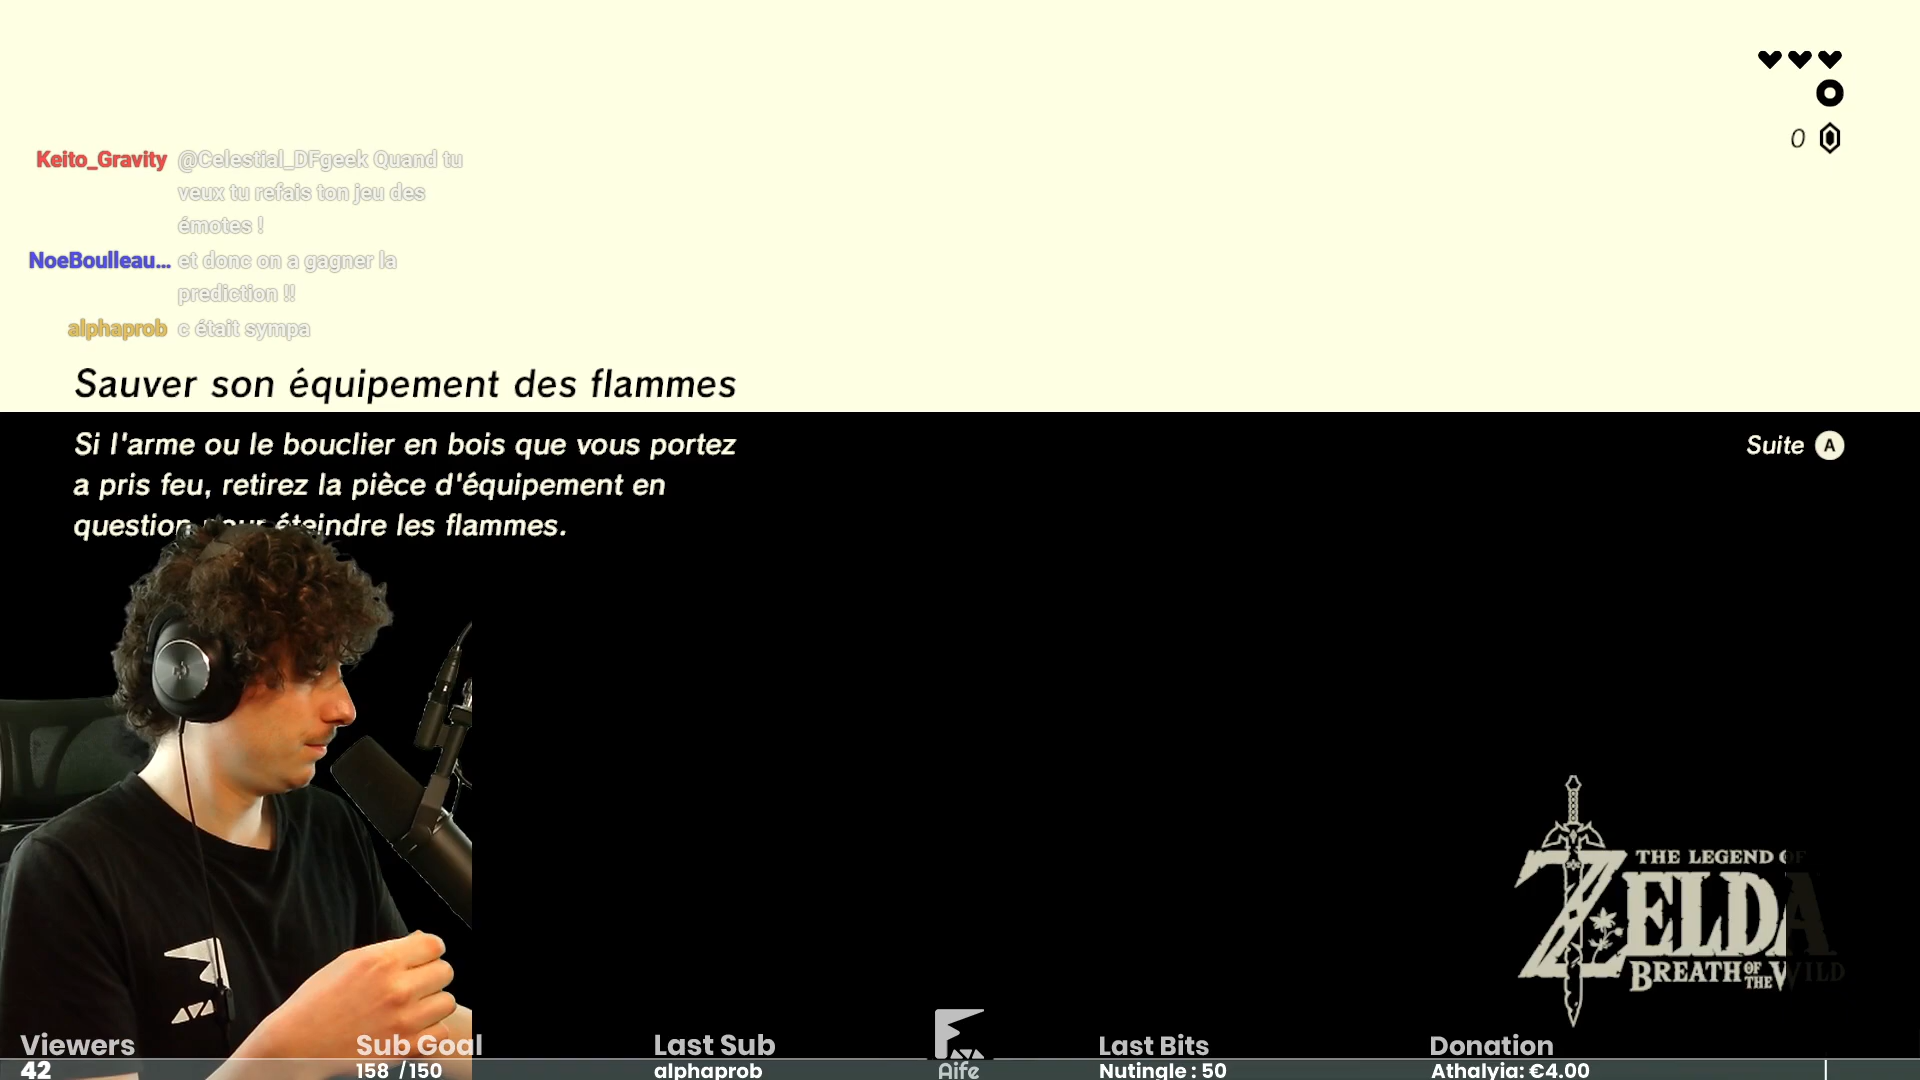 0
Keito_Gravity @Celestial_DFgeek Quand tu
veux tu refais ton jeu des
émotes !
NoeBoulleau... et donc on a gagner la
prediction !!
alphaprob c était sympa
Sauver son équipement des flammes
Si l'arme ou le bouclier en bois que vous portez
a pris feu, retirez la pièce d'équipement en
question pour éteindre les flammes.
Suite A
THE LEGEND OF
ZELDA
BREATH OF THE WILD
Viewers
42
Sub Goal
158 /150
Last Sub
alphaprob
Aife
Last Bits
Nutingle : 50
Donation
Athalyia: €4.00